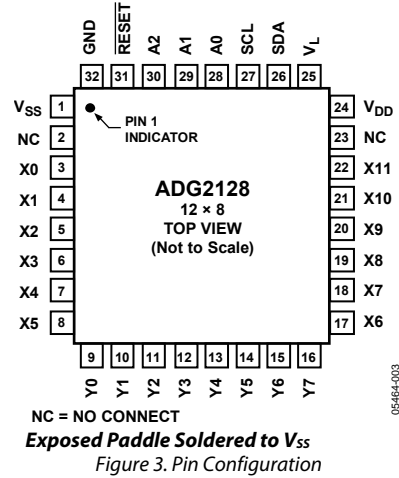 GND
RESET
A2
A1
A0
SCL
SDA
VL
32 31 30 29 28 27 26 25
VSS 1
NC 2
X0 3
X1 4
X2 5
X3 6
X4 7
X5 8
PIN 1
INDICATOR
ADG2128
12 × 8
TOP VIEW
(Not to Scale)
24 VDD
23 NC
22 X11
21 X10
20 X9
19 X8
18 X7
17 X6
9 10 11 12 13 14 15 16
Y0
Y1
Y2
Y3
Y4
Y5
Y6
Y7
NC = NO CONNECT
05464-003
Exposed Paddle Soldered to VSS
Figure 3. Pin Configuration